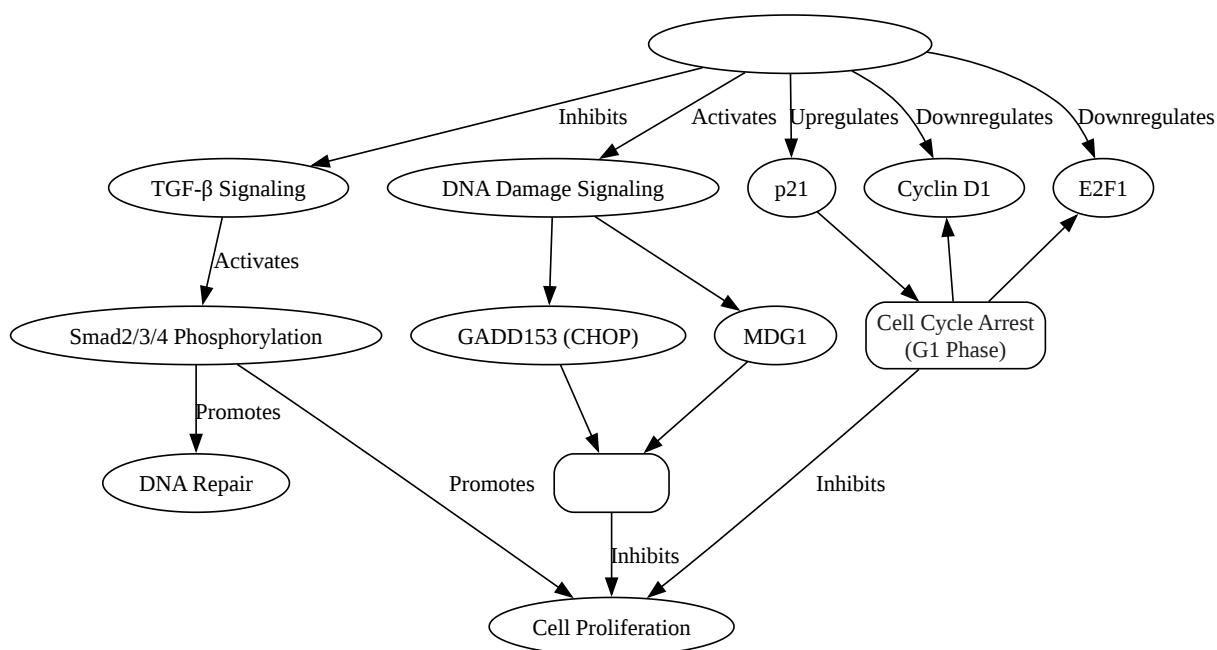 Inhibits
Activates
Upregulates
Downregulates
Downregulates
TGF-β Signaling
DNA Damage Signaling
p21
Cyclin D1
E2F1
Activates
Smad2/3/4 Phosphorylation
GADD153 (CHOP)
MDG1
Cell Cycle Arrest
(G1 Phase)
Promotes
DNA Repair
Promotes
Inhibits
Inhibits
Cell Proliferation